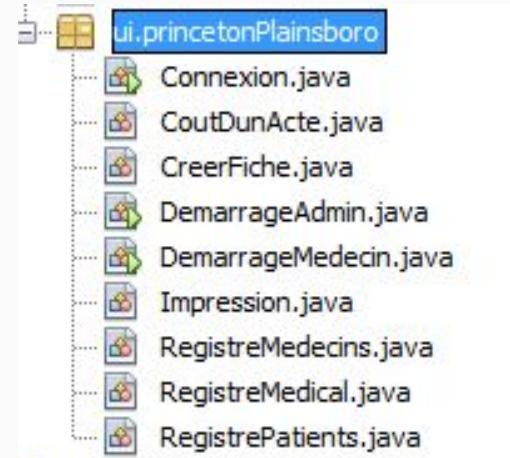 ui.princetonPlainsboro
Connexion.java
CoutDunActe.java
CreerFiche.java
DemarrageAdmin.java
DemarrageMedecin.java
Impression.java
RegistreMedecins.java
RegistreMedical.java
RegistrePatients.java